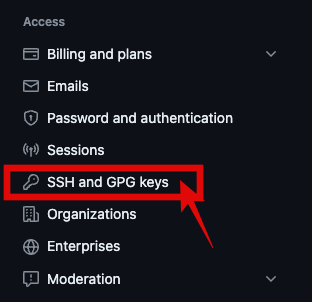 Access
Billing and plans
Emails
Password and authentication
Sessions
SSH and GPG keys
Organizations
Enterprises
Moderation